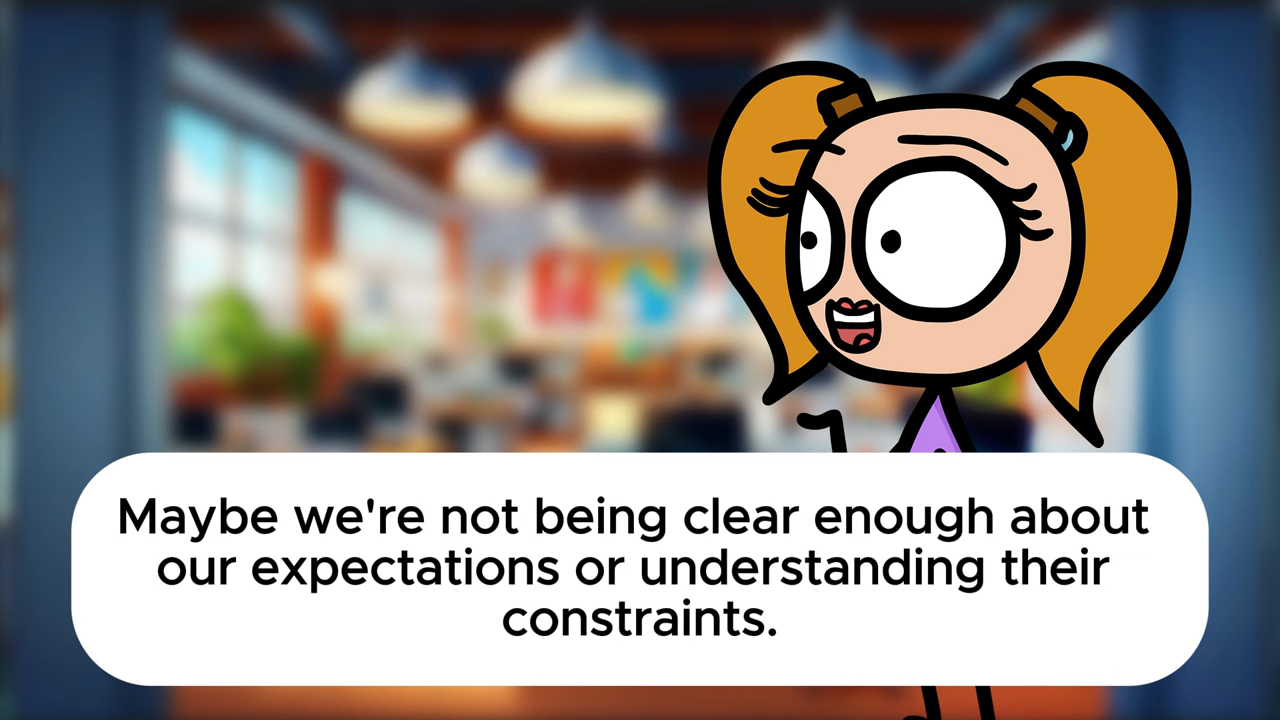 Maybe we're not being clear enough about
our expectations or understanding their
constraints.